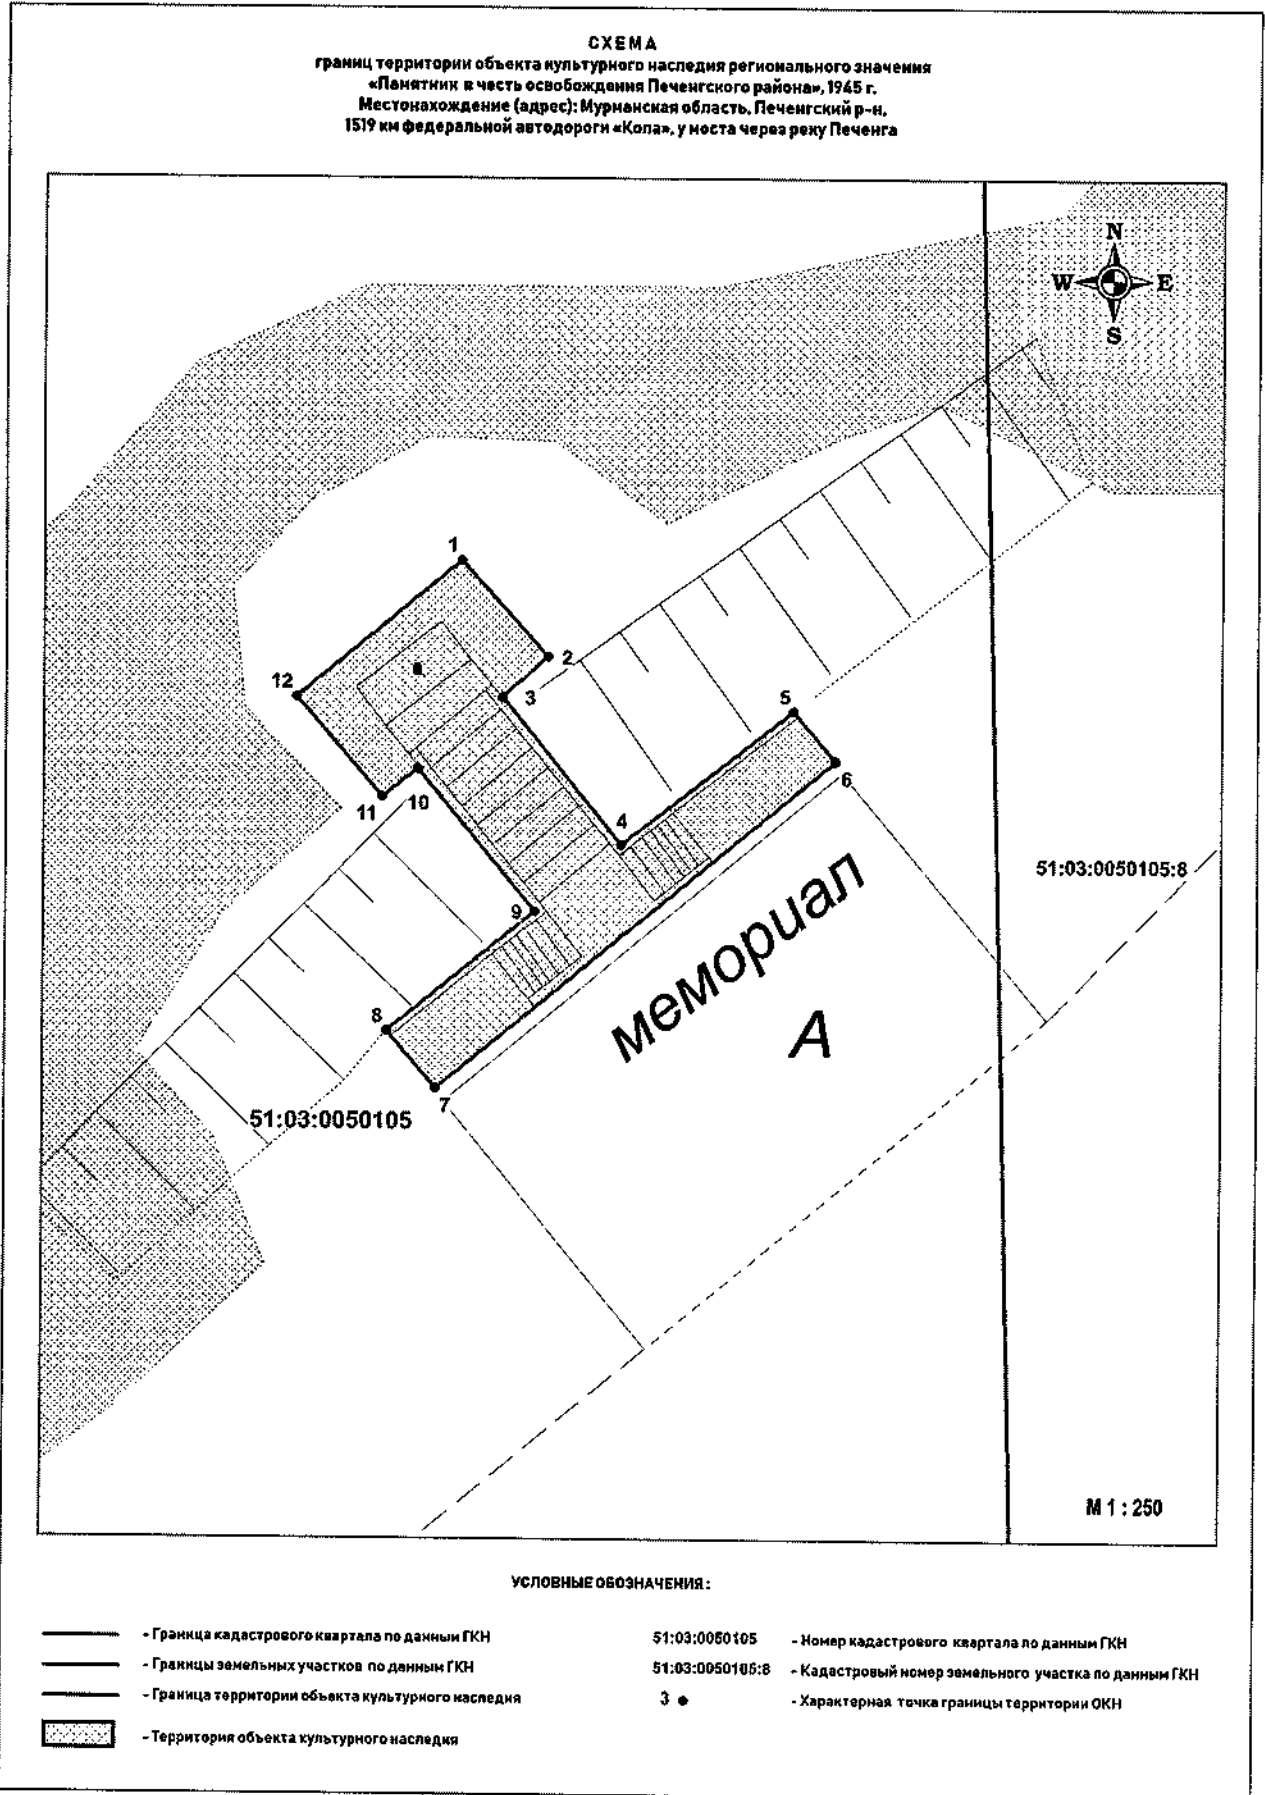 СХЕМА
границ территории объекта культурного наследия регионального значения
«Памятник в честь освобождения Печенгского района», 1945 г.
Местонахождение (адрес): Мурманская область, Печенгский р-н,
1519 км федеральной автодороги «Кола», у моста через реку Печенга
N
W E
S
1
2
12
3
5
6
11
10
4
51:03:0050105:8
9
мемориал
8
А
7
51:03:0050105
М 1 : 250
УСЛОВНЫЕ ОБОЗНАЧЕНИЯ:
- Граница кадастрового квартала по данным ГКН
- Границы земельных участков по данным ГКН
- Граница территории объекта культурного наследия
- Территория объекта культурного наследия
51:03:0050105 - Номер кадастрового квартала по данным ГКН
51:03:0050105:8 - Кадастровый номер земельного участка по данным ГКН
3 - Характерная точка границы территории ОКН